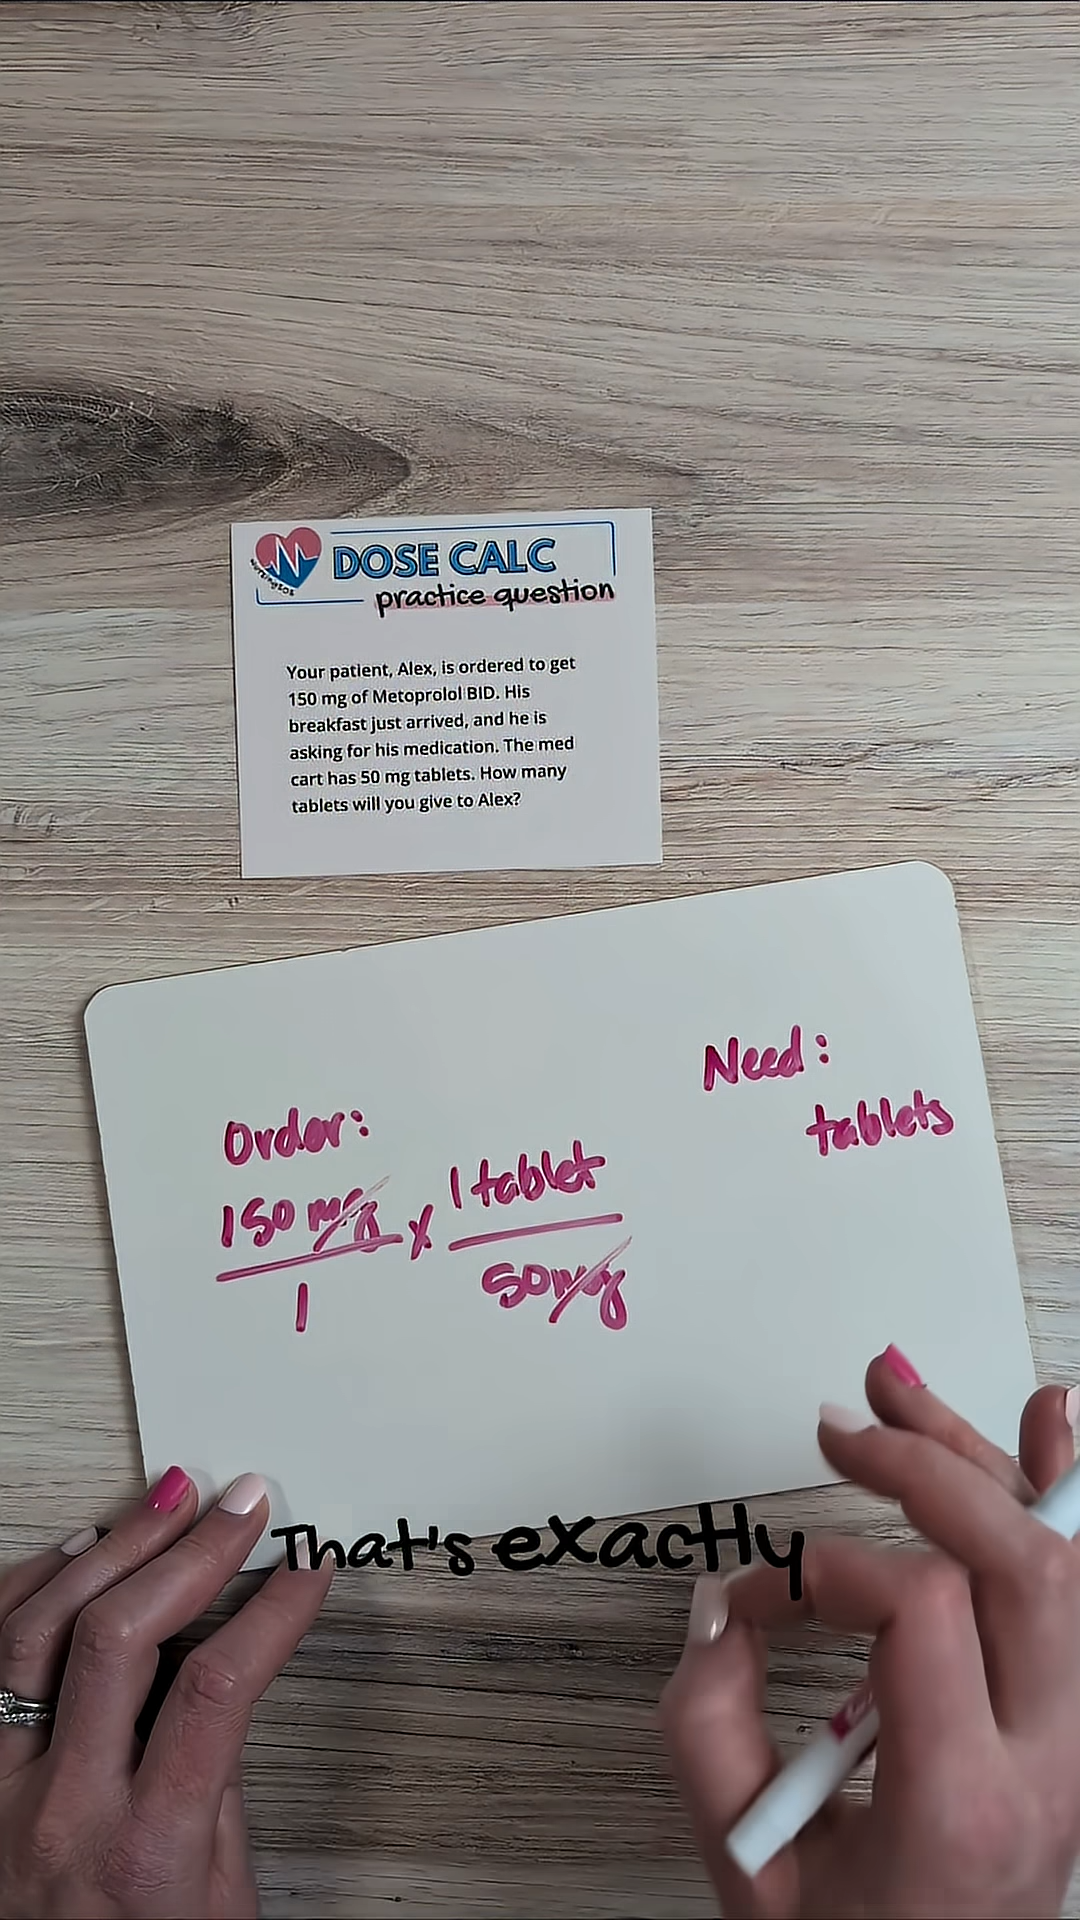 NURSINGSOS
DOSE CALC
practice question
Your patient, Alex, is ordered to get
150 mg of Metoprolol BID. His
breakfast just arrived, and he is
asking for his medication. The med
cart has 50 mg tablets. How many
tablets will you give to Alex?
Need:
tablets
Order:
150 mg x 1 tablet
1 50mg
That's exactly